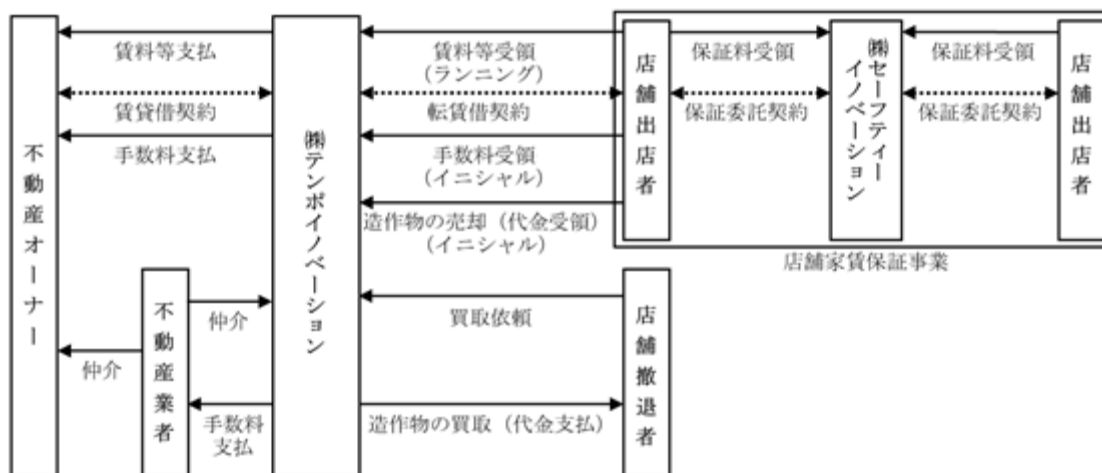 不動産オーナー
賃料等支払
賃貸借契約
手数料支払
仲介
不動産業者
仲介
手数料
支払
㈱テンポイノベーション
賃料等受領
(ランニング)
転賃借契約
手数料受領
(イニシャル)
造作物の売却(代金受領)
(イニシャル)
買取依頼
造作物の買取(代金支払)
店舗出店者
保証料受領
保証委託契約
㈱セーフティー
イノベーション
保証料受領
保証委託契約
店舗出店者
店舗家賃保証事業
店舗撤退者